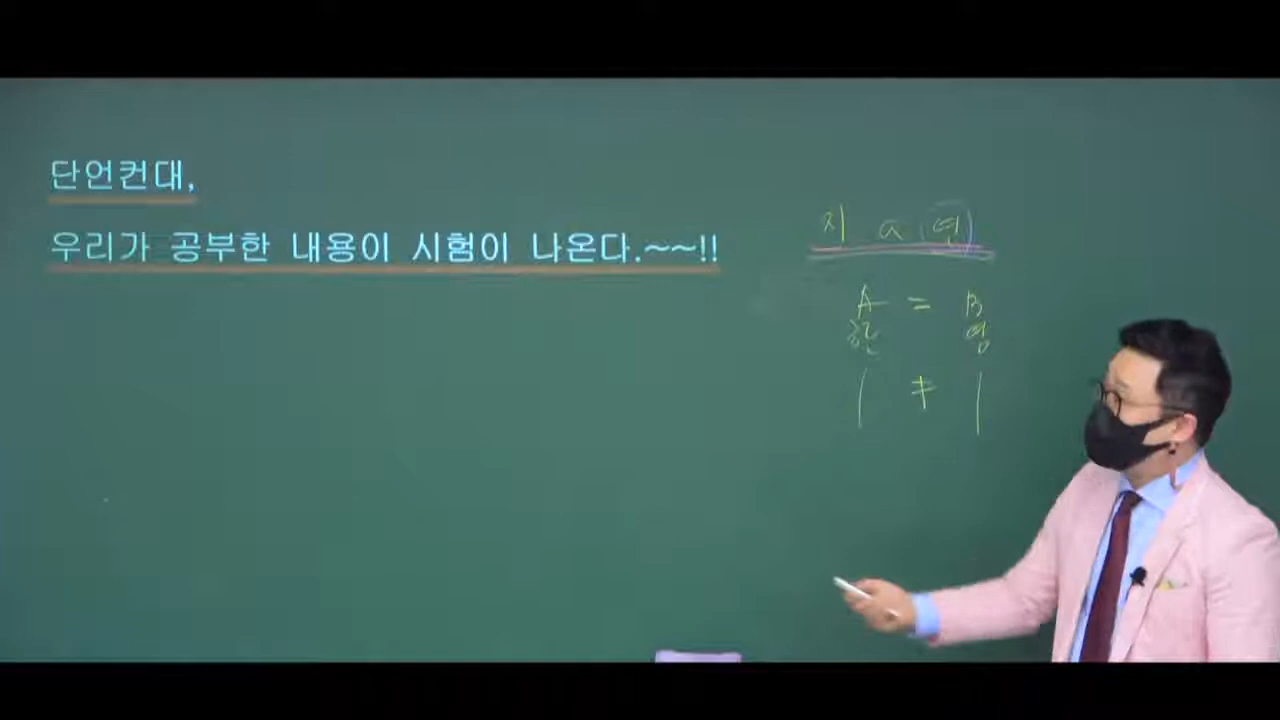 단언컨대,
우리가 공부한 내용이 시험이 나온다.~~!!
지 a
A = B
| ≠ |